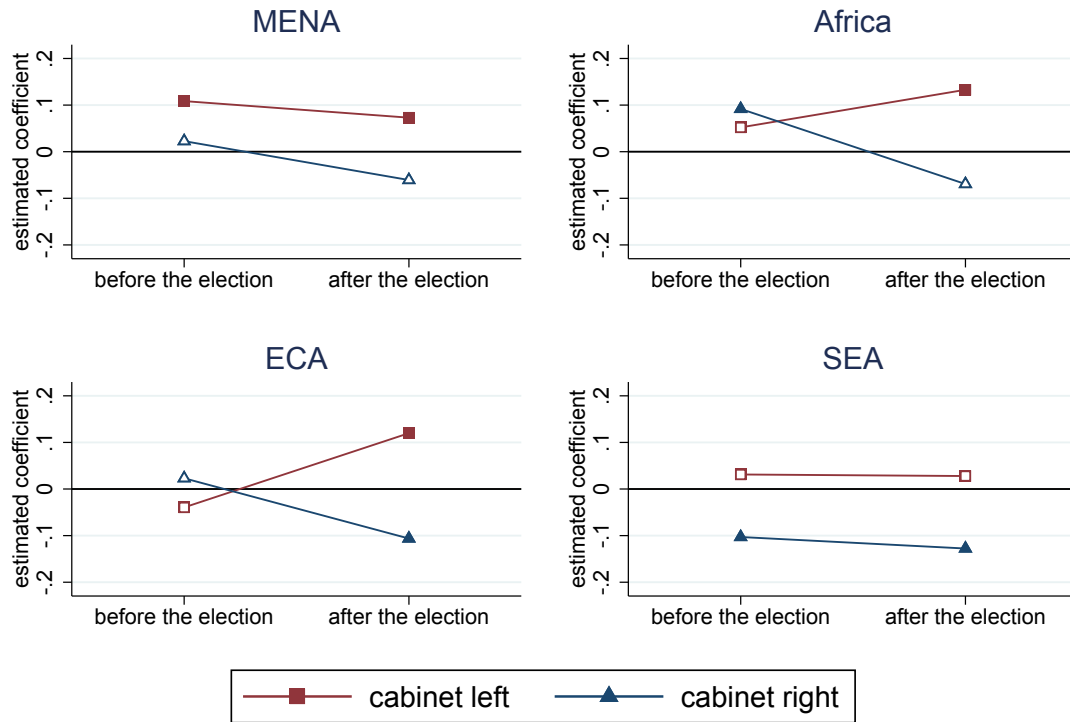 MENA
estimated coefficient
.2
.1
0
-.1
-.2
before the election
after the election
Africa
estimated coefficient
.2
.1
0
-.1
-.2
before the election
after the election
ECA
estimated coefficient
.2
.1
0
-.1
-.2
before the election
after the election
SEA
estimated coefficient
.2
.1
0
-.1
-.2
before the election
after the election
cabinet left
cabinet right